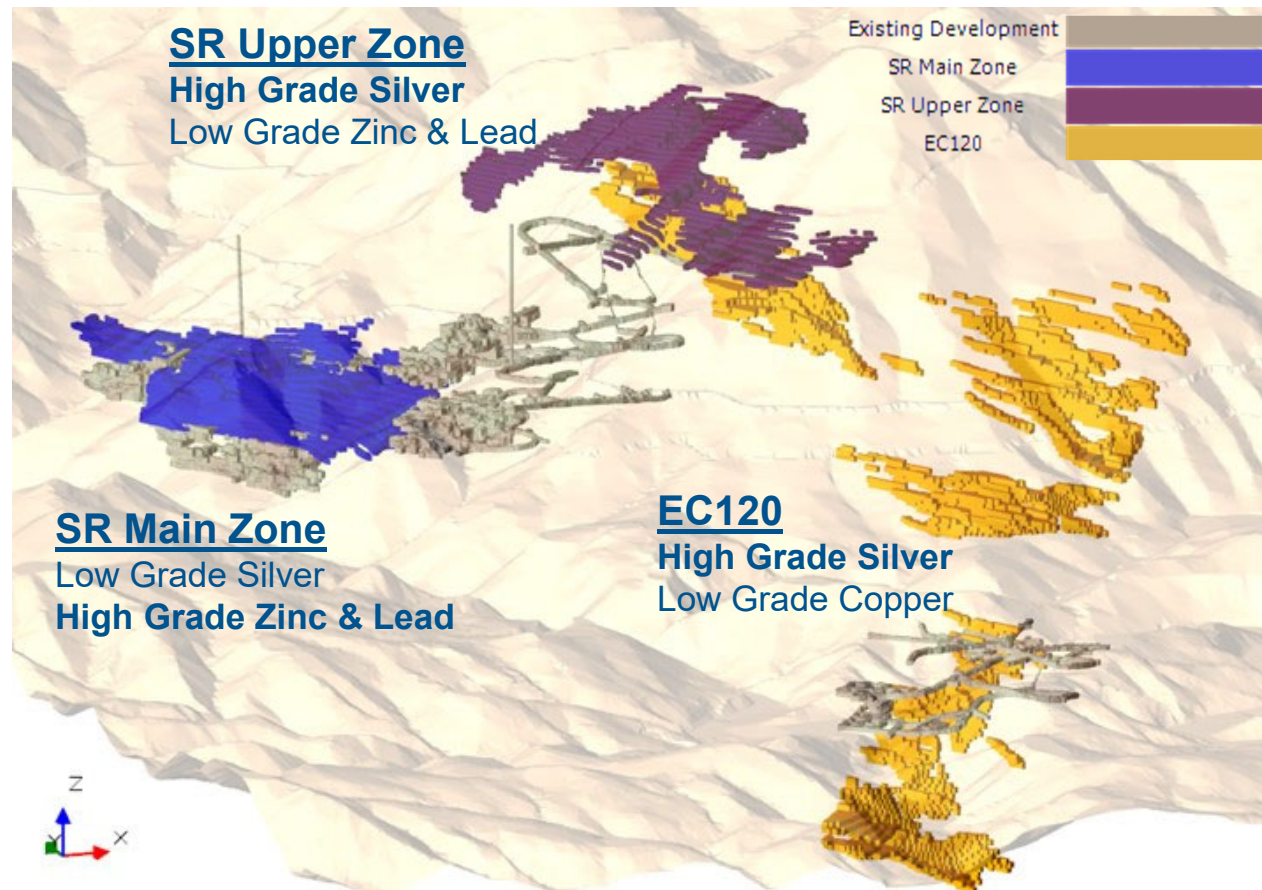 SR Upper Zone
High Grade Silver
Low Grade Zinc & Lead
Existing Development
SR Main Zone
SR Upper Zone
EC120
SR Main Zone
Low Grade Silver
High Grade Zinc & Lead
EC120
High Grade Silver
Low Grade Copper
Z
Y
X